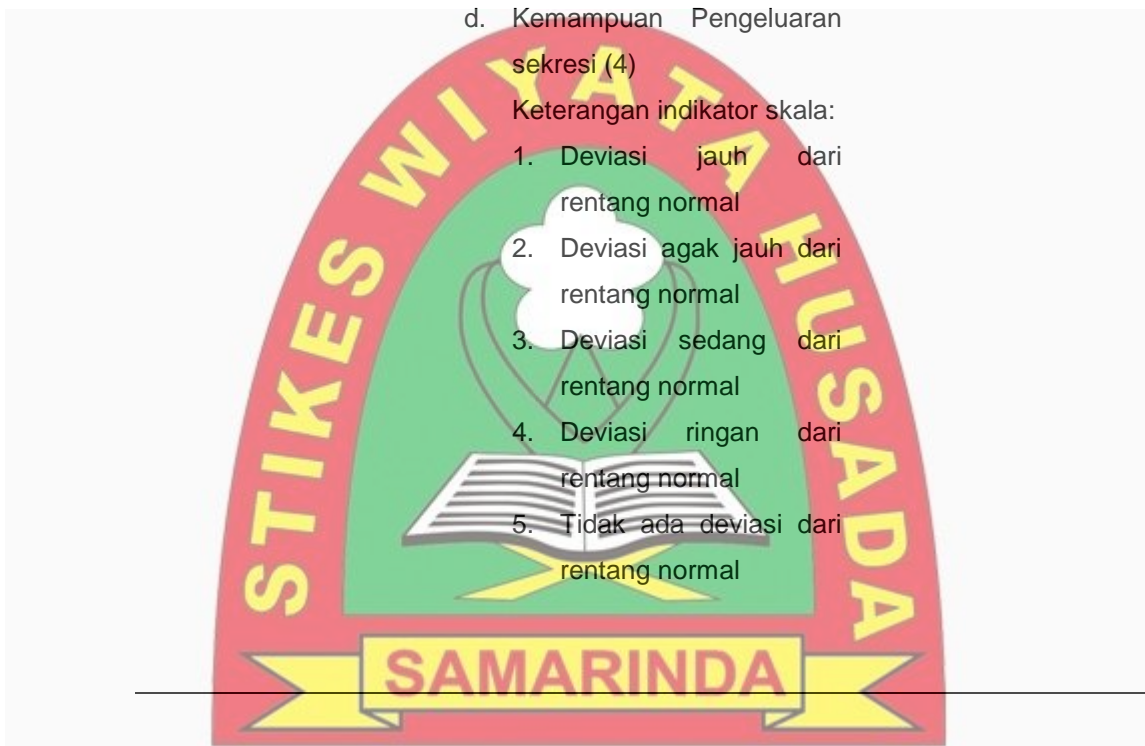 d. Kemampuan Pengeluaran
sekresi (4)
Keterangan indikator skala:
1. Deviasi jauh dari
rentang normal
2. Deviasi agak jauh dari
rentang normal
3. Deviasi sedang dari
rentang normal
4. Deviasi ringan dari
rentang normal
5. Tidak ada deviasi dari
rentang normal
STIKES WIYATA HUSADA
SAMARINDA